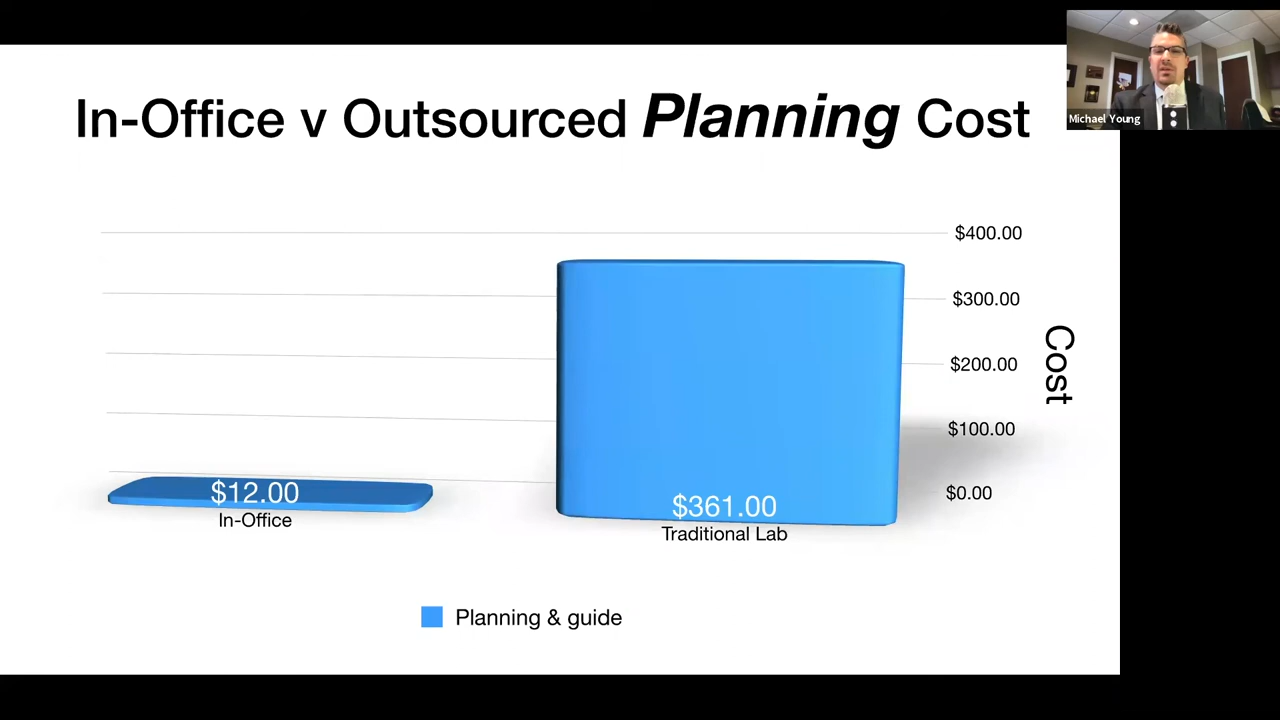 In-Office v Outsourced Planning Cost
Michael Young
$400.00
$300.00
$200.00
$100.00
$0.00
Cost
$12.00
In-Office
$361.00
Traditional Lab
Planning & guide